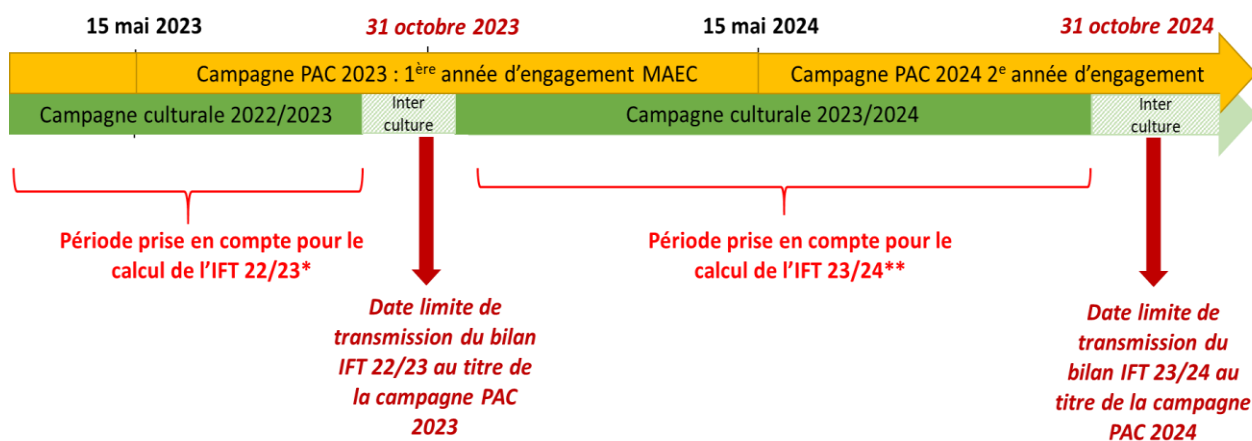 15 mai 2023
31 octobre 2023
15 mai 2024
31 octobre 2024
Campagne PAC 2023 : 1ère année d’engagement MAEC
Campagne PAC 2024 2e année d’engagement
Campagne culturale 2022/2023
Inter
culture
Campagne culturale 2023/2024
Inter
culture
Période prise en compte pour le
calcul de l’IFT 22/23*
Période prise en compte pour le
calcul de l’IFT 23/24**
Date limite de
transmission du bilan
IFT 22/23 au titre de
la campagne PAC
2023
Date limite de
transmission du
bilan IFT 23/24 au
titre de la campagne
PAC 2024